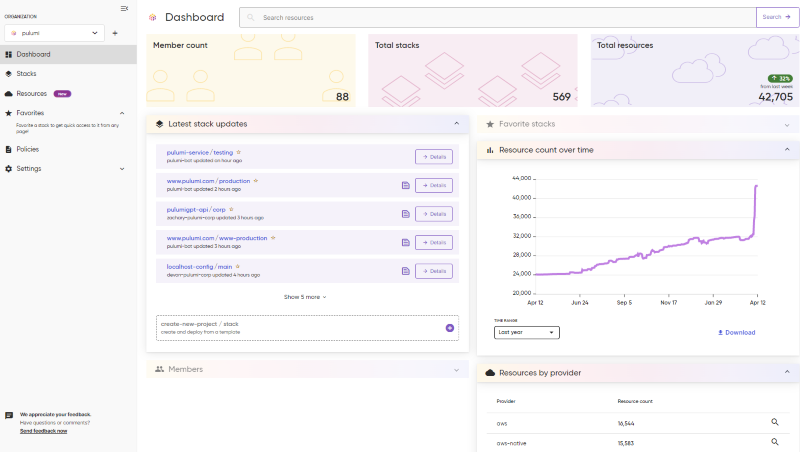 ORGANIZATION
pulumi
Dashboard
Stacks
Resources New
Favorites
Favorite a stack to get quick access to it from any page!
Policies
Settings
We appreciate your feedback.
Have questions or comments?
Send feedback now
Dashboard
Search resources
Search
Member count
88
Total stacks
569
Total resources
32%
from last week
42,705
Latest stack updates
pulumi-service / testing
pulumi-bot updated an hour ago
Details
www.pulumi.com / production
pulumi-bot updated 2 hours ago
Details
pulumigpt-api / corp
zachary-pulumi-corp updated 3 hours ago
Details
www.pulumi.com / www-production
pulumi-bot updated 3 hours ago
Details
localhost-config / main
devon-pulumi-corp updated 4 hours ago
Details
Show 5 more
create-new-project / stack
create and deploy from a template
Members
Favorite stacks
Resource count over time
44,000
40,000
36,000
32,000
28,000
24,000
20,000
Apr 12
Jun 24
Sep 5
Nov 17
Jan 29
Apr 12
TIME RANGE
Last year
Download
Resources by provider
Provider Resource count
aws 16,544
aws-native 15,583